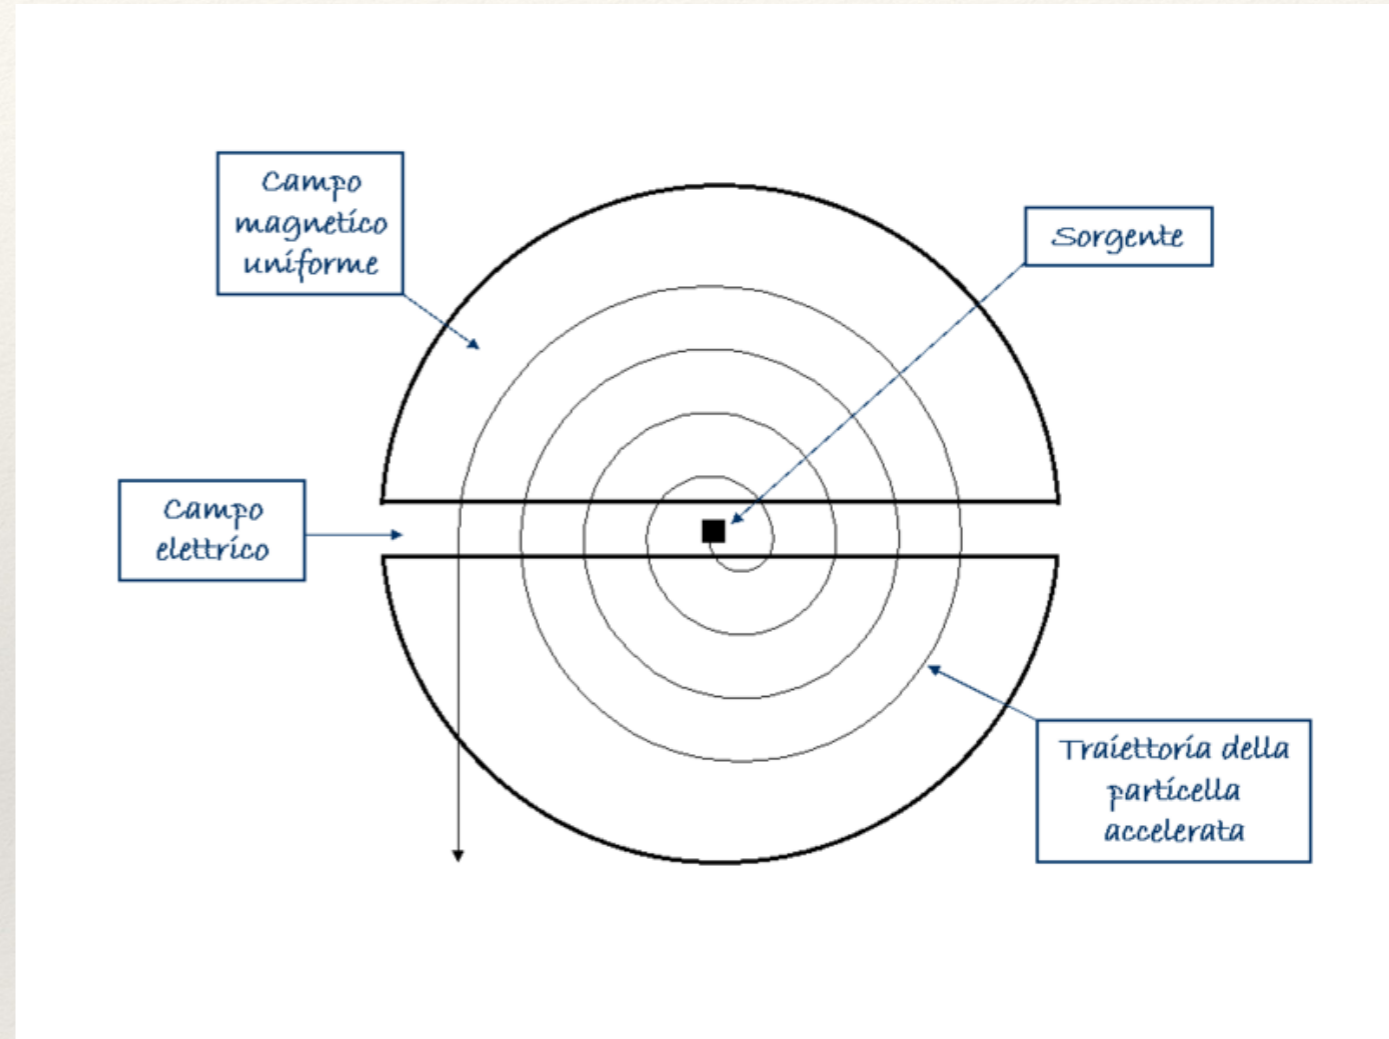 Campo
magnetico
uniforme
Sorgente
Campo
elettrico
Traiettoria della
particella
accelerata